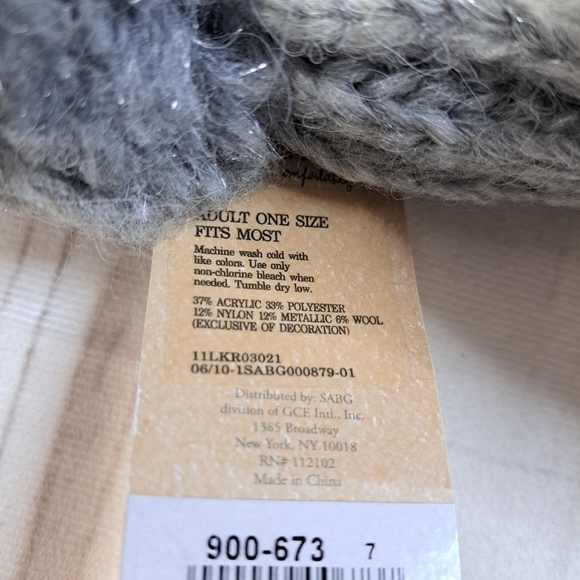 ADULT ONE SIZE
FITS MOST
Machine wash cold with
like colors. Use only
non-chlorine bleach when
needed. Tumble dry low.
37% ACRYLIC 33% POLYESTER
12% NYLON 12% METALLIC 6% WOOL
(EXCLUSIVE OF DECORATION)
11LKR03021
06/10-1SABG000879-01
Distributed by: SABG
division of GCE Intl., Inc.
1385 Broadway
New York, NY 10018
RN# 112102
Made in China
900-673 7